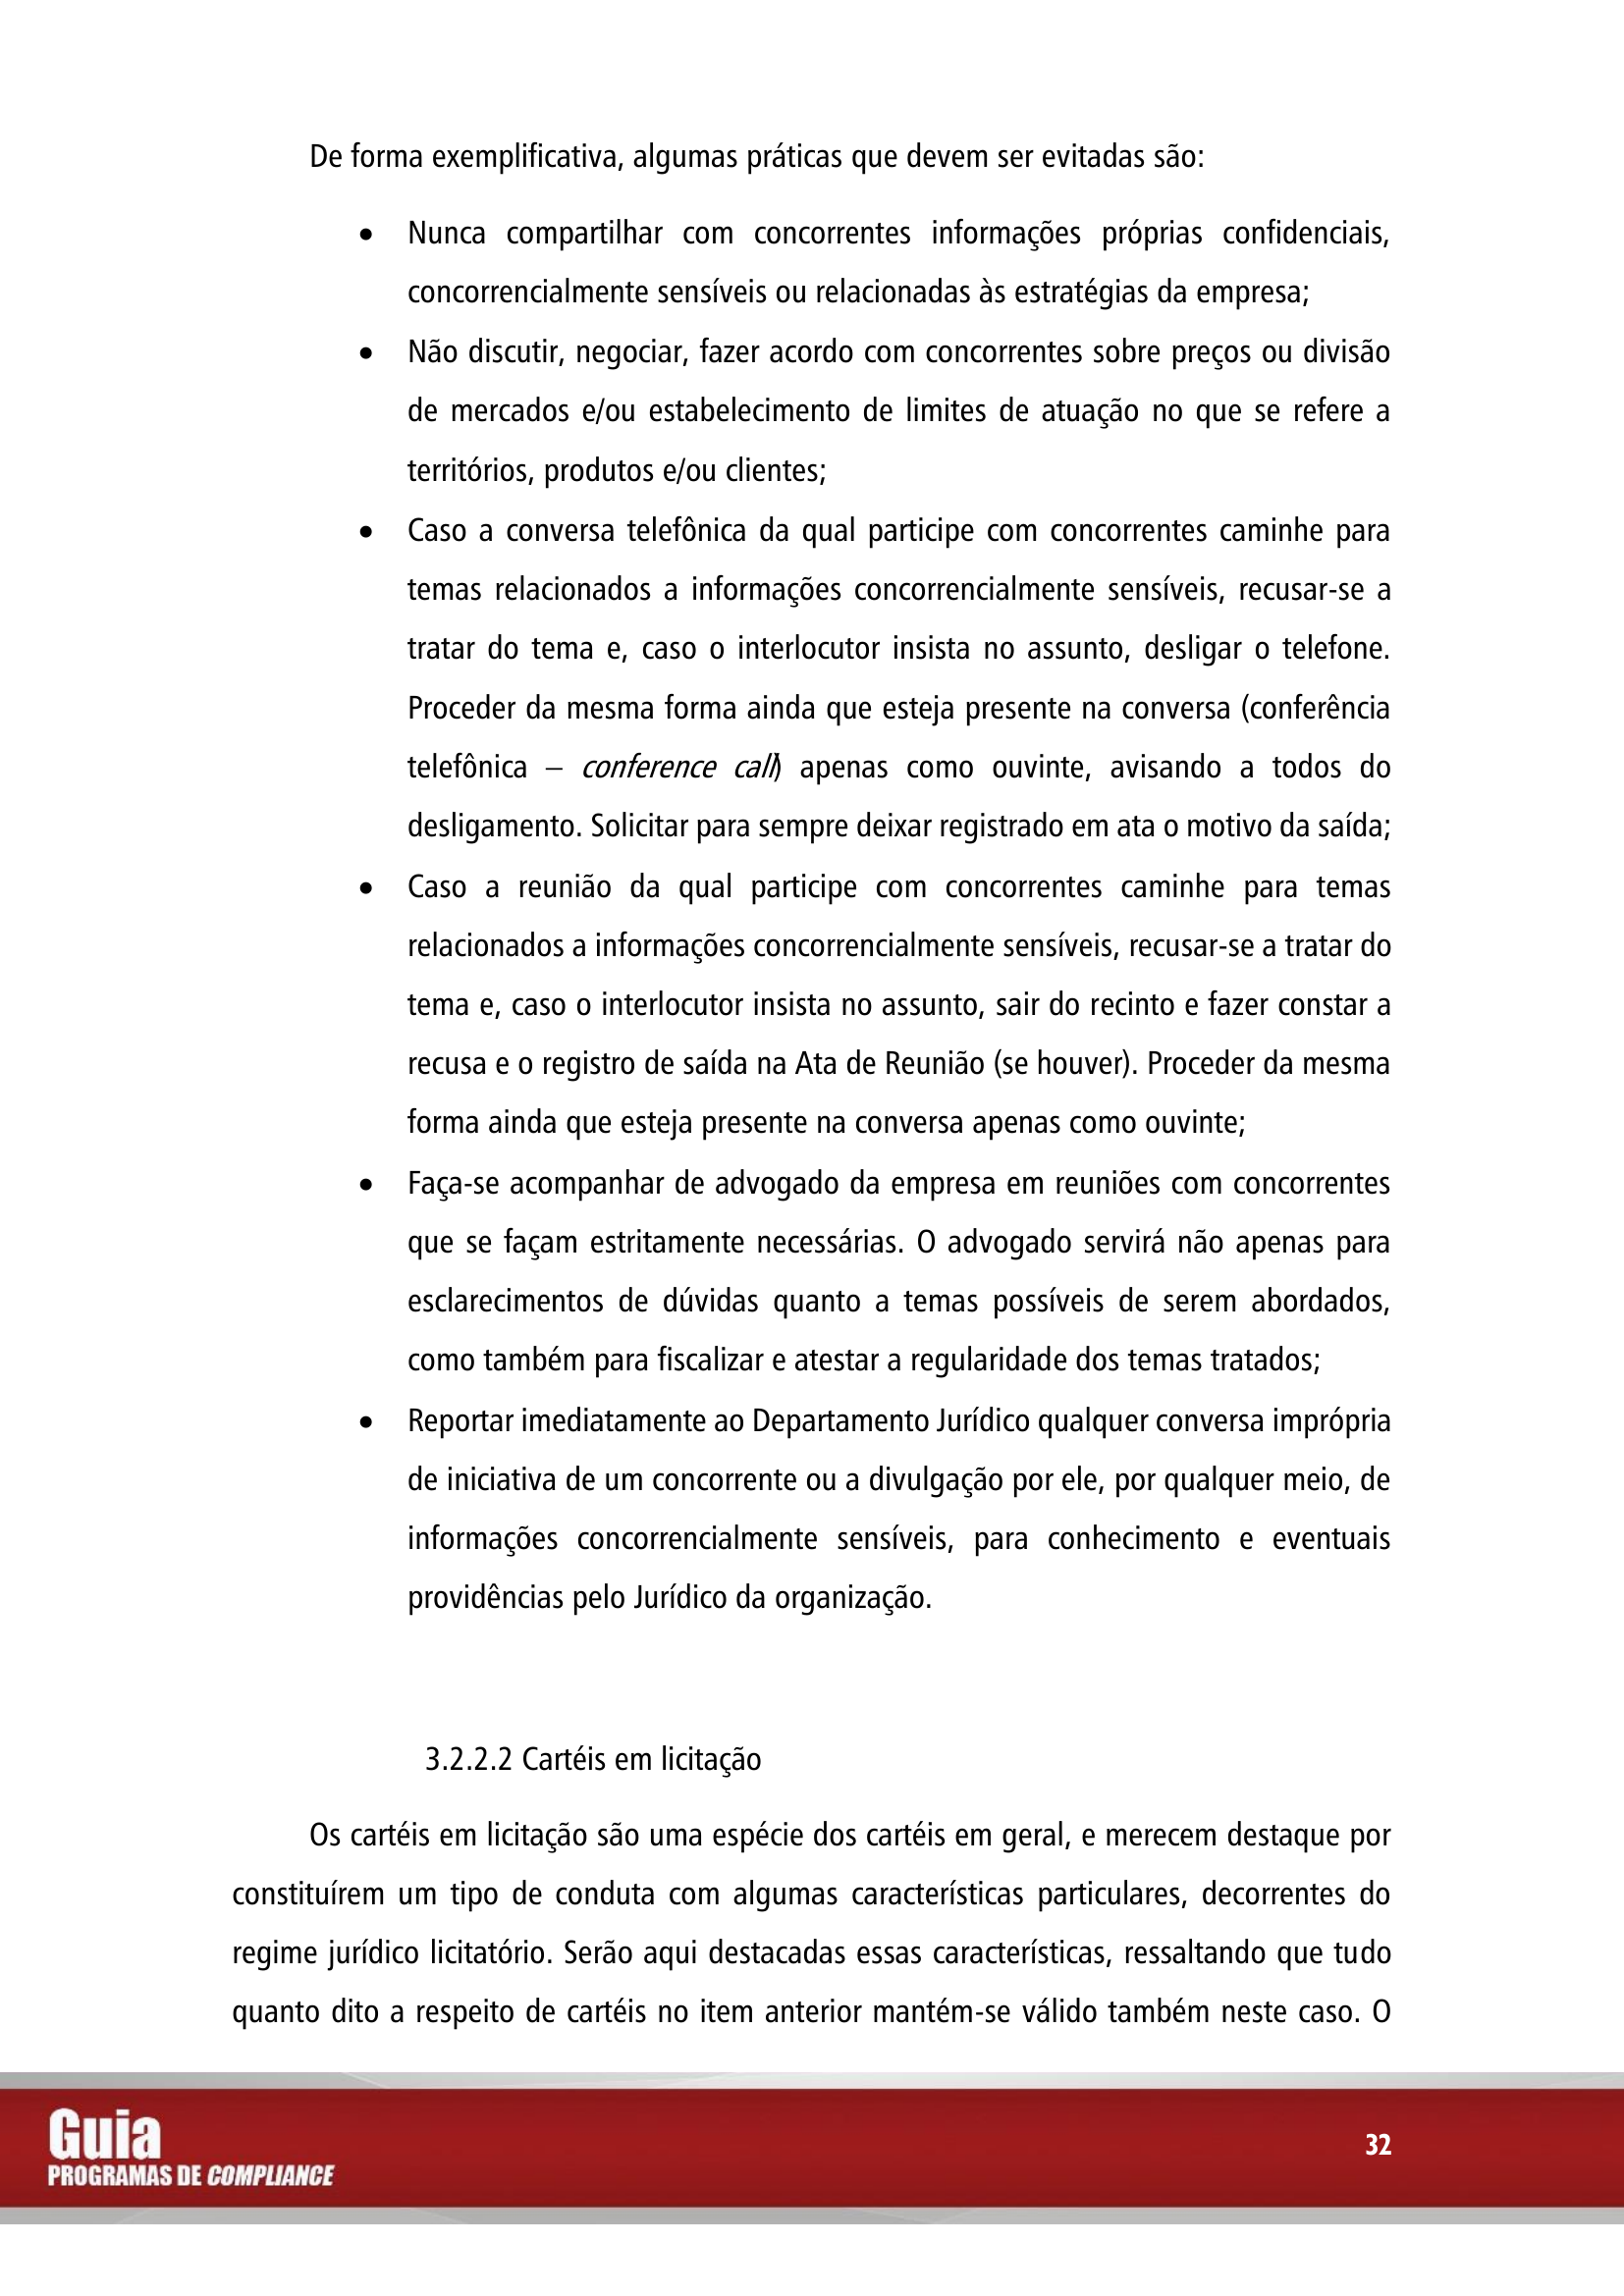 De forma exemplificativa, algumas práticas que devem ser evitadas são:
• Nunca compartilhar com concorrentes informações próprias confidenciais,
concorrencialmente sensíveis ou relacionadas às estratégias da empresa;
• Não discutir, negociar, fazer acordo com concorrentes sobre preços ou divisão
de mercados e/ou estabelecimento de limites de atuação no que se refere a
territórios, produtos e/ou clientes;
• Caso a conversa telefônica da qual participe com concorrentes caminhe para
temas relacionados a informações concorrencialmente sensíveis, recusar-se a
tratar do tema e, caso o interlocutor insista no assunto, desligar o telefone.
Proceder da mesma forma ainda que esteja presente na conversa (conferência
telefônica – conference call) apenas como ouvinte, avisando a todos do
desligamento. Solicitar para sempre deixar registrado em ata o motivo da saída;
• Caso a reunião da qual participe com concorrentes caminhe para temas
relacionados a informações concorrencialmente sensíveis, recusar-se a tratar do
tema e, caso o interlocutor insista no assunto, sair do recinto e fazer constar a
recusa e o registro de saída na Ata de Reunião (se houver). Proceder da mesma
forma ainda que esteja presente na conversa apenas como ouvinte;
• Faça-se acompanhar de advogado da empresa em reuniões com concorrentes
que se façam estritamente necessárias. O advogado servirá não apenas para
esclarecimentos de dúvidas quanto a temas possíveis de serem abordados,
como também para fiscalizar e atestar a regularidade dos temas tratados;
• Reportar imediatamente ao Departamento Jurídico qualquer conversa imprópria
de iniciativa de um concorrente ou a divulgação por ele, por qualquer meio, de
informações concorrencialmente sensíveis, para conhecimento e eventuais
providências pelo Jurídico da organização.
3.2.2.2 Cartéis em licitação
Os cartéis em licitação são uma espécie dos cartéis em geral, e merecem destaque por
constituírem um tipo de conduta com algumas características particulares, decorrentes do
regime jurídico licitatório. Serão aqui destacadas essas características, ressaltando que tudo
quanto dito a respeito de cartéis no item anterior mantém-se válido também neste caso. O
Guia
PROGRAMAS DE COMPLIANCE
32